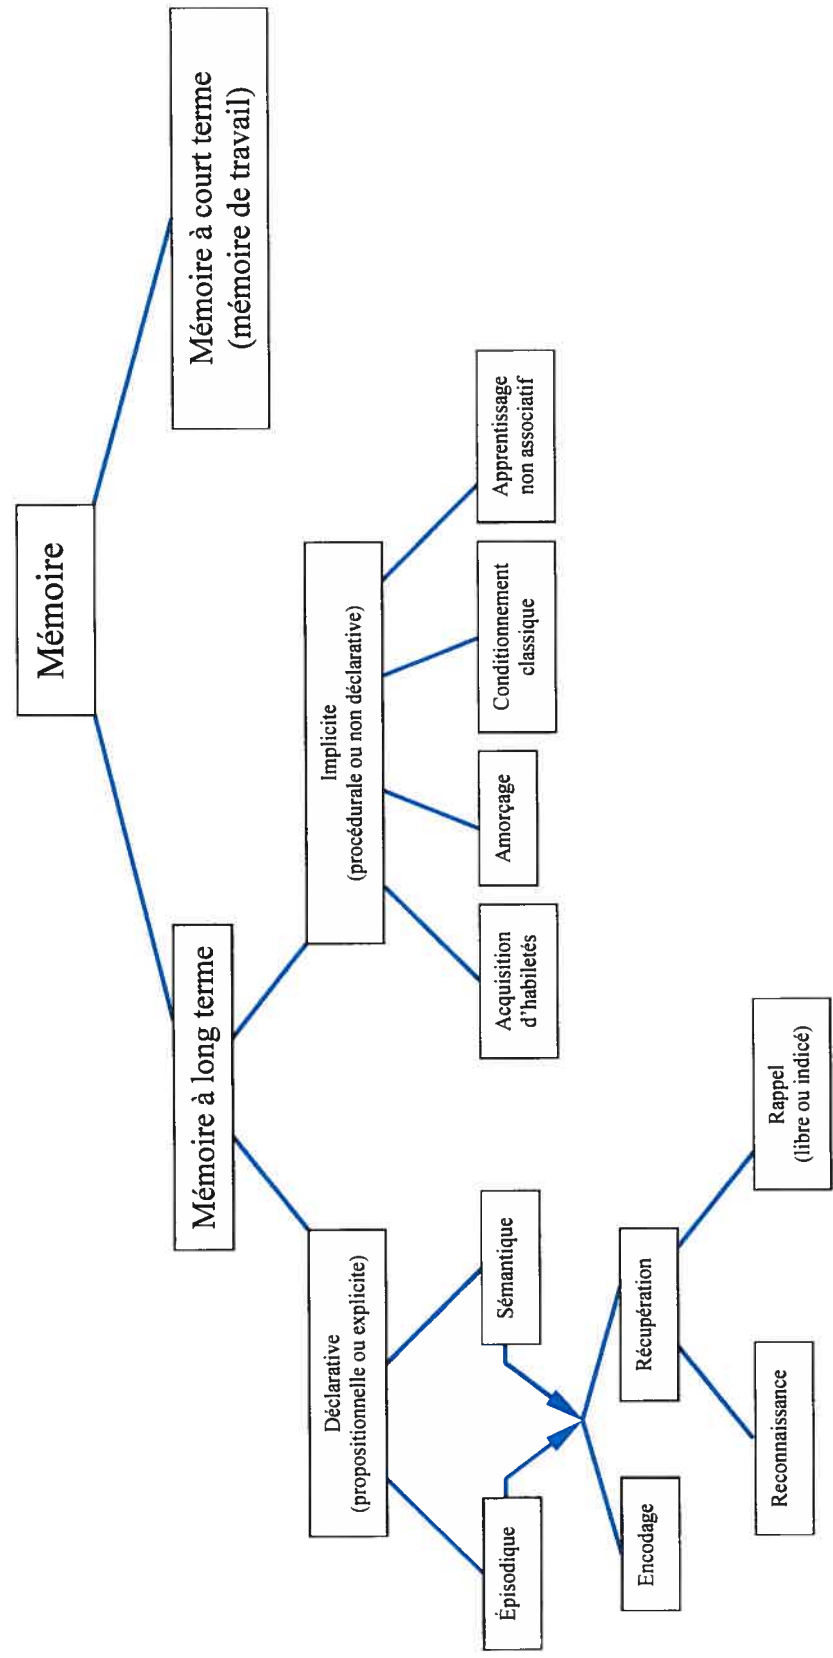 Mémoire
Mémoire à long terme
Mémoire à court terme
(mémoire de travail)
Déclarative
(propositionnelle ou explicite)
Implicite
(procédurale ou non déclarative)
Épisodique
Sémantique
Acquisition
d'habiletés
Amorçage
Conditionnement
classique
Apprentissage
non associatif
Encodage
Récupération
Reconnaissance
Rappel
(libre ou indicé)